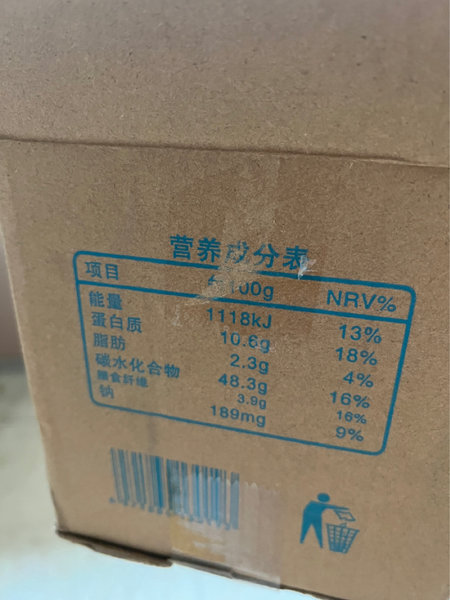 营养成分表
项目 每100g NRV%
能量 1118kJ 13%
蛋白质 10.6g 18%
脂肪 2.3g 4%
碳水化合物 48.3g 16%
膳食纤维 3.9g 16%
钠 189mg 9%